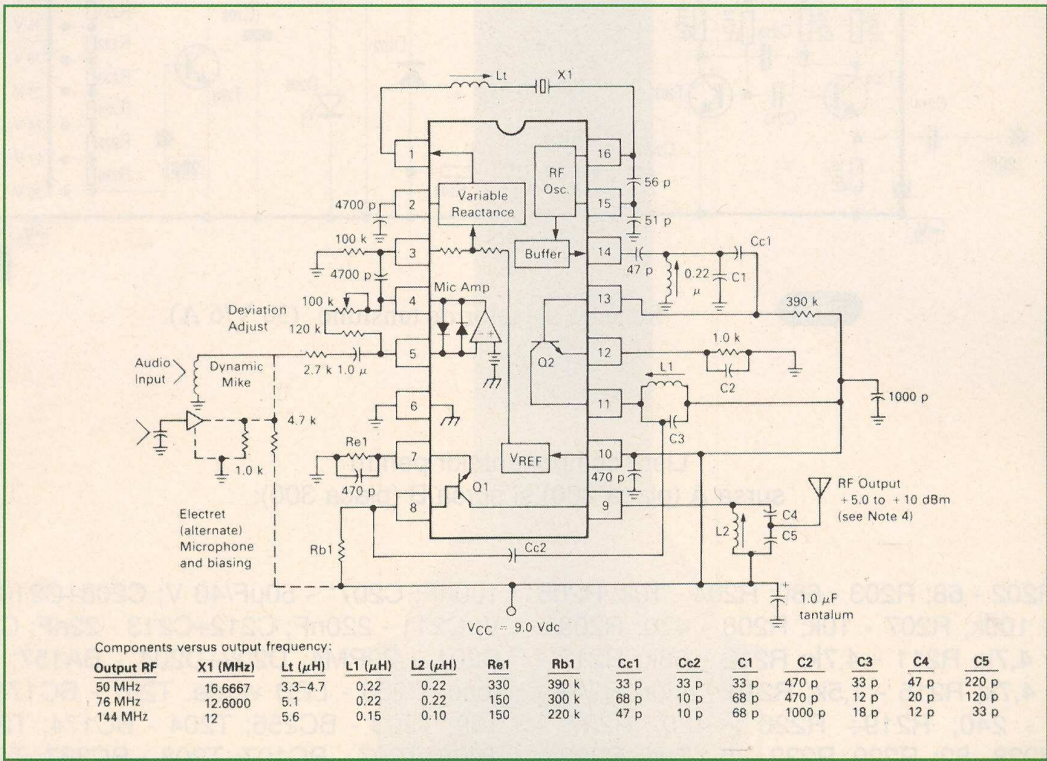 Lt
X1
1
16
Variable
Reactance
RF
Osc.
56 p
4700 p
2
15
51 p
100 k
3
Buffer
14
47 p
0.22
μ
C1
Cc1
4700 p
Mic Amp
100 k
4
13
390 k
Deviation
Adjust
120 k
Audio
Input
Dynamic
Mike
5
2.7 k 1.0 μ
Q2
12
1.0 k
C2
L1
6
11
C3
1000 p
4.7 k
1.0 k
Re1
7
470 p
VREF
10
470 p
RF Output
+5.0 to +10 dBm
(see Note 4)
Q1
8
9
L2
C4
C5
Electret
(alternate)
Microphone
and biasing
Rb1
Cc2
VCC = 9.0 Vdc
+
1.0 μF
tantalum
Components versus output frequency:
Output RF X1 (MHz) Lt (μH) L1 (μH) L2 (μH) Re1 Rb1 Cc1 Cc2 C1 C2 C3 C4 C5
50 MHz 16.6667 3.3–4.7 0.22 0.22 330 390 k 33 p 33 p 33 p 470 p 33 p 47 p 220 p
76 MHz 12.6000 5.1 0.22 0.22 150 300 k 68 p 10 p 68 p 470 p 12 p 20 p 120 p
144 MHz 12 5.6 0.15 0.10 150 220 k 47 p 10 p 68 p 1000 p 18 p 12 p 33 p